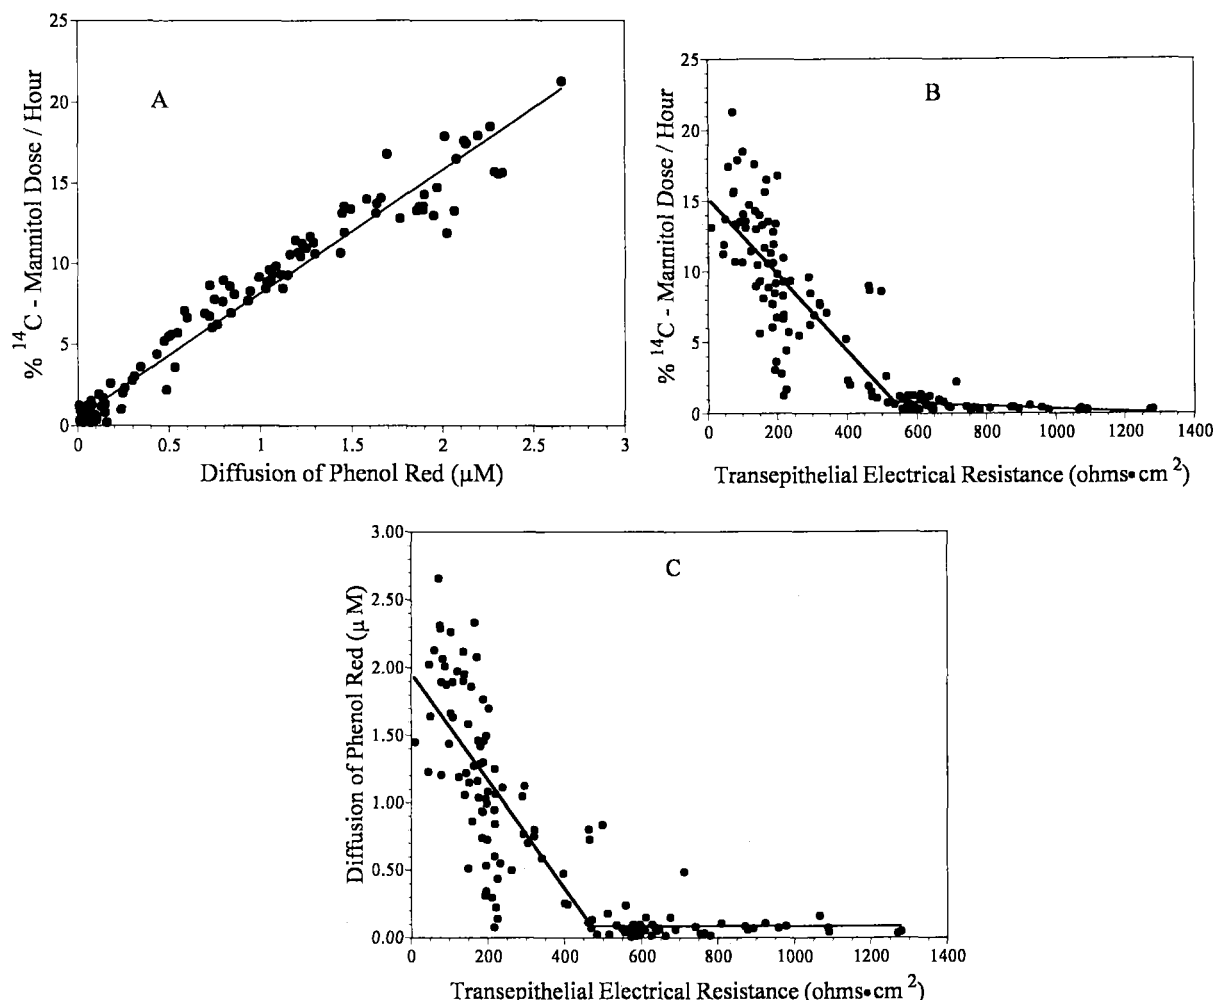 A
% ¹⁴C - Mannitol Dose / Hour
25
20
15
10
5
0
0 0.5 1 1.5 2 2.5 3
Diffusion of Phenol Red (μM)
B
% ¹⁴C - Mannitol Dose / Hour
25
20
15
10
5
0
0 200 400 600 800 1000 1200 1400
Transepithelial Electrical Resistance (ohms•cm²)
C
Diffusion of Phenol Red (μ M)
3.00
2.50
2.00
1.50
1.00
0.50
0.00
0 200 400 600 800 1000 1200 1400
Transepithelial Electrical Resistance (ohms•cm²)